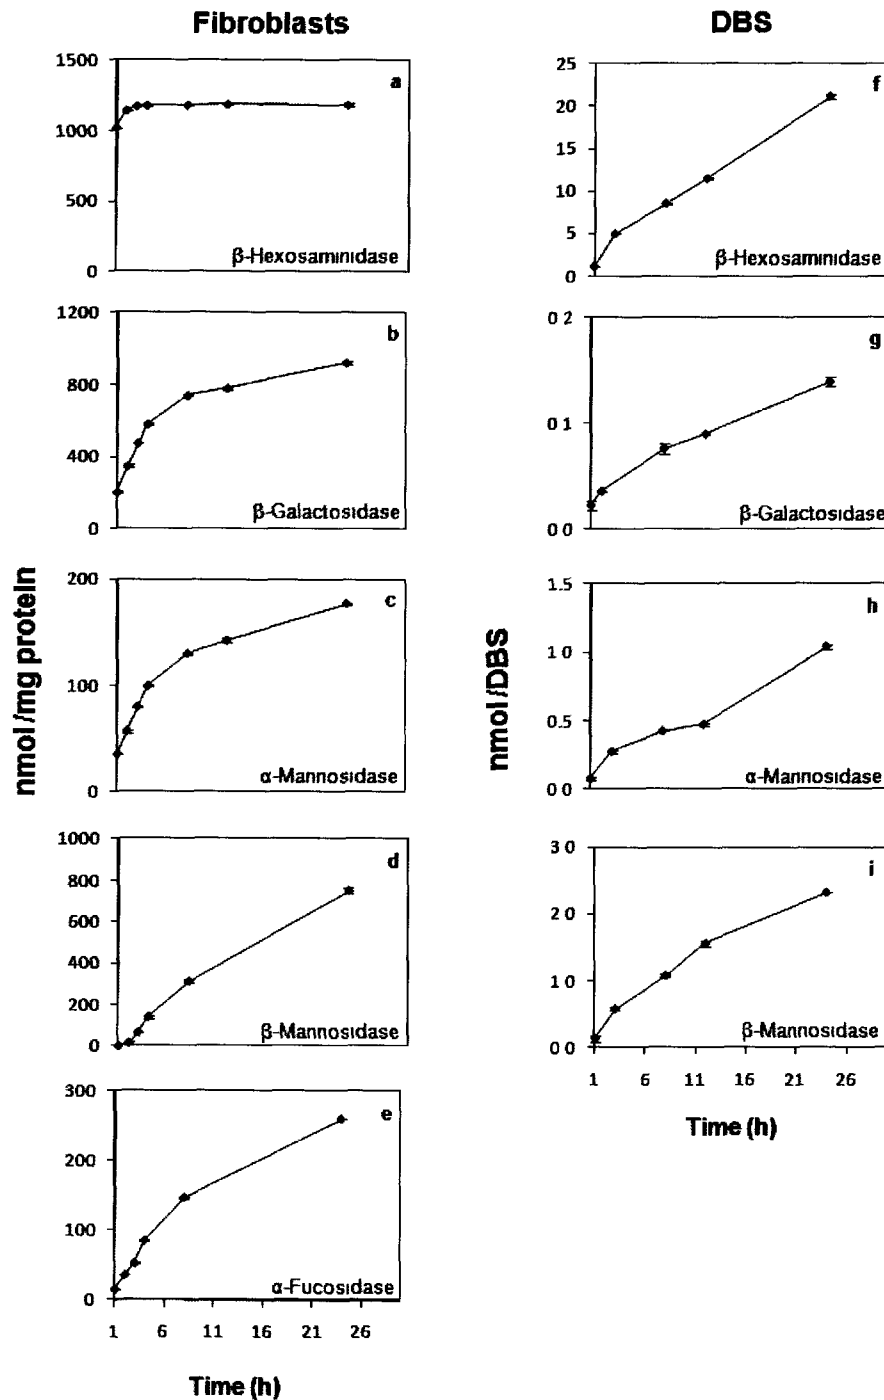 Fibroblasts
1500
1000
500
0
a
β-Hexosaminidase
1200
800
400
0
b
β-Galactosidase
200
100
0
c
α-Mannosidase
1000
800
600
400
200
0
d
β-Mannosidase
300
200
100
0
e
α-Fucosidase
1 6 11 16 21 26
Time (h)
nmol/mg protein
DBS
25
20
15
10
5
0
f
β-Hexosaminidase
0 2
0 1
0 0
g
β-Galactosidase
1.5
1 0
0.5
0 0
h
α-Mannosidase
3 0
2 0
1 0
0 0
i
β-Mannosidase
1 6 11 16 21 26
Time (h)
nmol/DBS